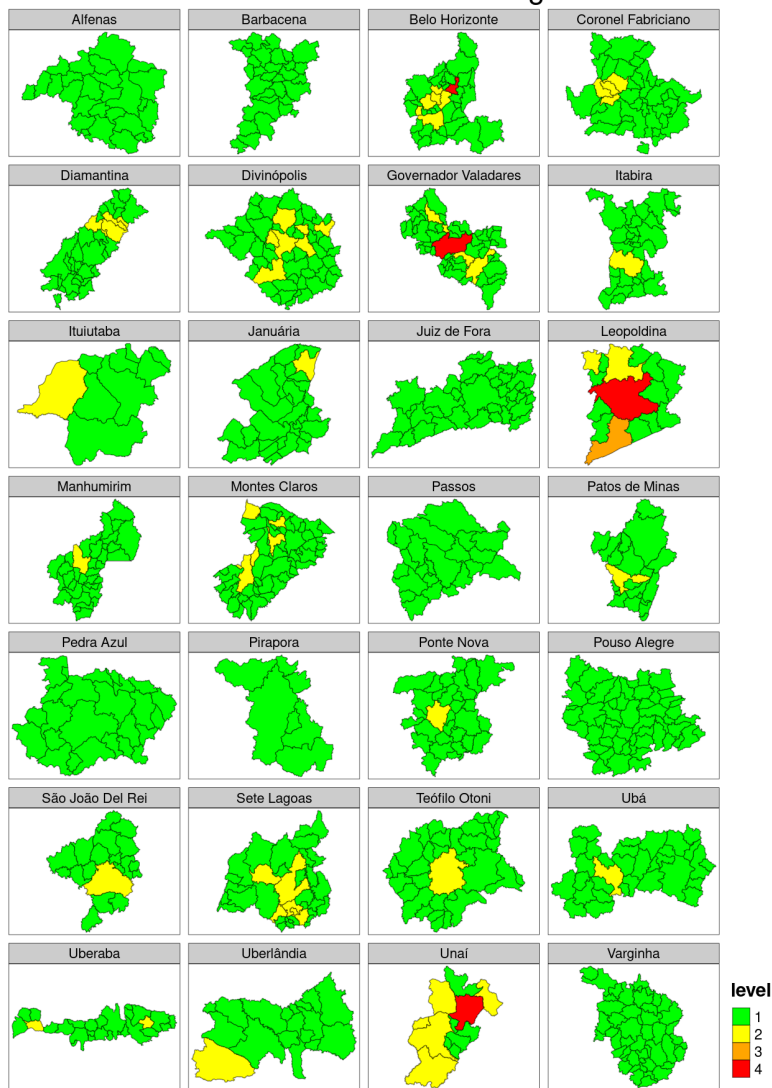 Alfenas
Barbacena
Belo Horizonte
Coronel Fabriciano
Diamantina
Divinópolis
Governador Valadares
Itabira
Ituiutaba
Januária
Juiz de Fora
Leopoldina
Manhumirim
Montes Claros
Passos
Patos de Minas
Pedra Azul
Pirapora
Ponte Nova
Pouso Alegre
São João Del Rei
Sete Lagoas
Teófilo Otoni
Ubá
Uberaba
Uberlândia
Unaí
Varginha
level
1
2
3
4